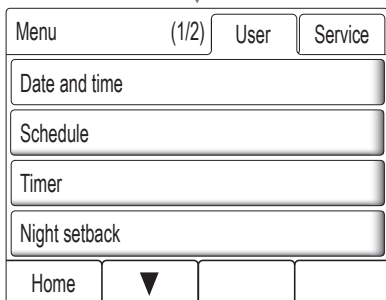 Menu (1/2) User Service
Date and time
Schedule
Timer
Night setback
Home ▼